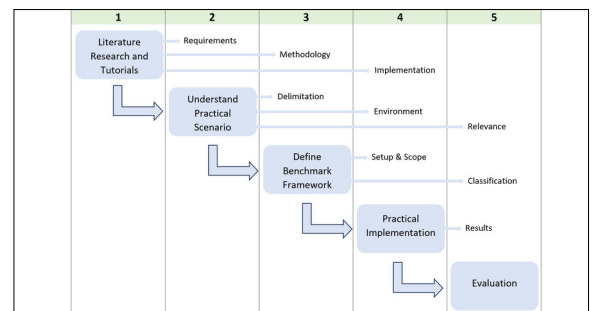 1 2 3 4 5
Literature
Research and
Tutorials
Requirements
Methodology
Implementation
Understand
Practical
Scenario
Delimitation
Environment
Relevance
Define
Benchmark
Framework
Setup & Scope
Classification
Practical
Implementation
Results
Evaluation